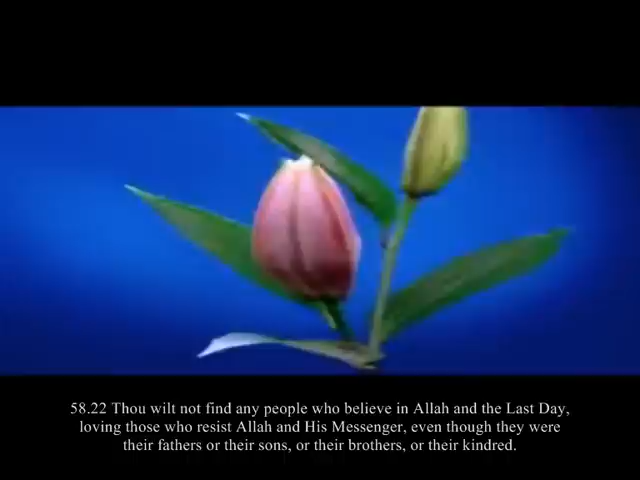 58.22 Thou wilt not find any people who believe in Allah and the Last Day,
loving those who resist Allah and His Messenger, even though they were
their fathers or their sons, or their brothers, or their kindred.